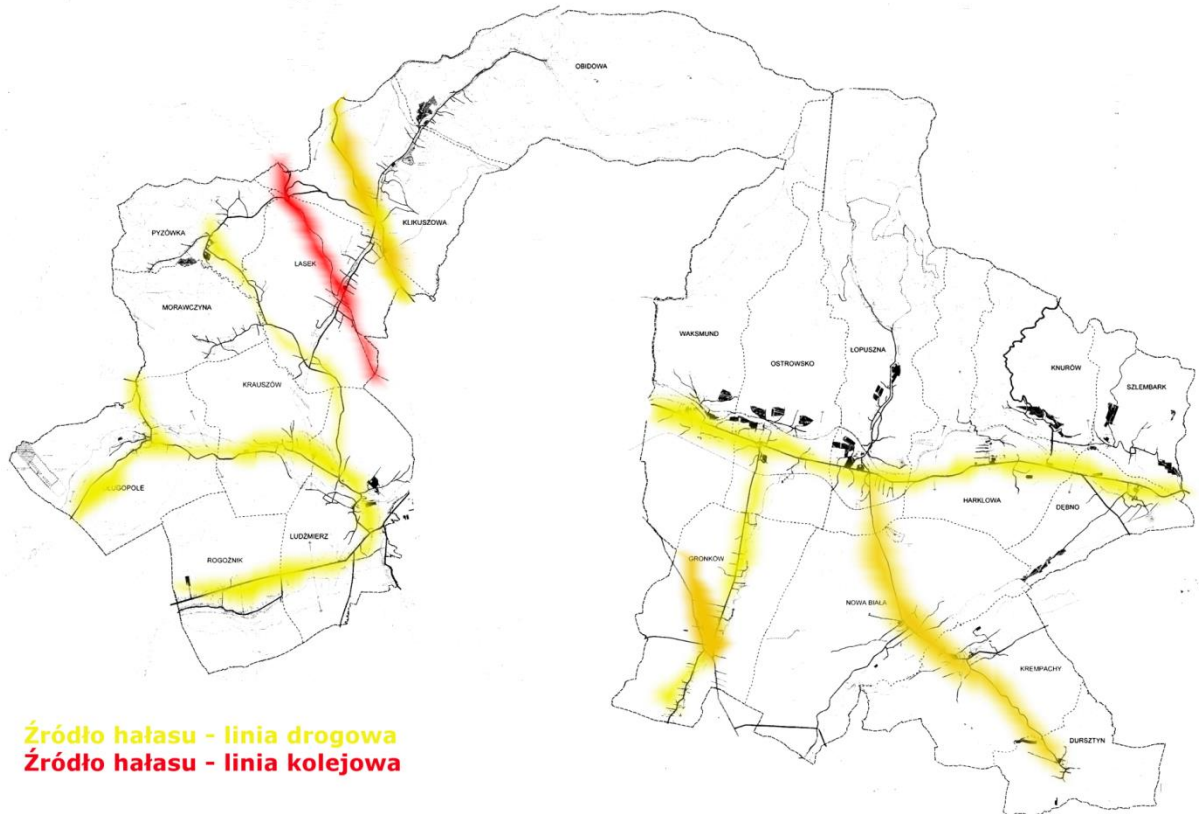 OBIDOWA
KLIKUSZOWA
PYZÓWKA
LASEK
MORAWCZYNA
KRAUSZÓW
DŁUGOPOLE
LUDŹMIERZ
ROGOŹNIK
WAKSMUND
OSTROWSKO
ŁOPUSZNA
KNURÓW
SZLEMBARK
HARKLOWA
DĘBNO
GRONKÓW
NOWA BIAŁA
KREMPACHY
DURSZTYN
Źródło hałasu - linia drogowa
Źródło hałasu - linia kolejowa